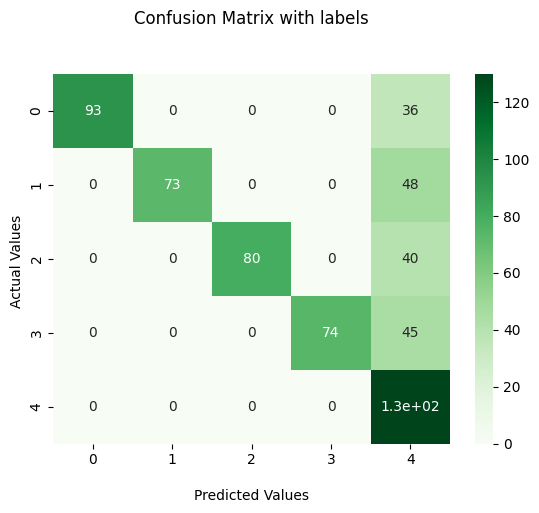 Confusion Matrix with labels
0 93 0 0 0 36
1 0 73 0 0 48
2 0 0 80 0 40
3 0 0 0 74 45
4 0 0 0 0 1.3e+02
0 1 2 3 4
Predicted Values
Actual Values
120
100
80
60
40
20
0